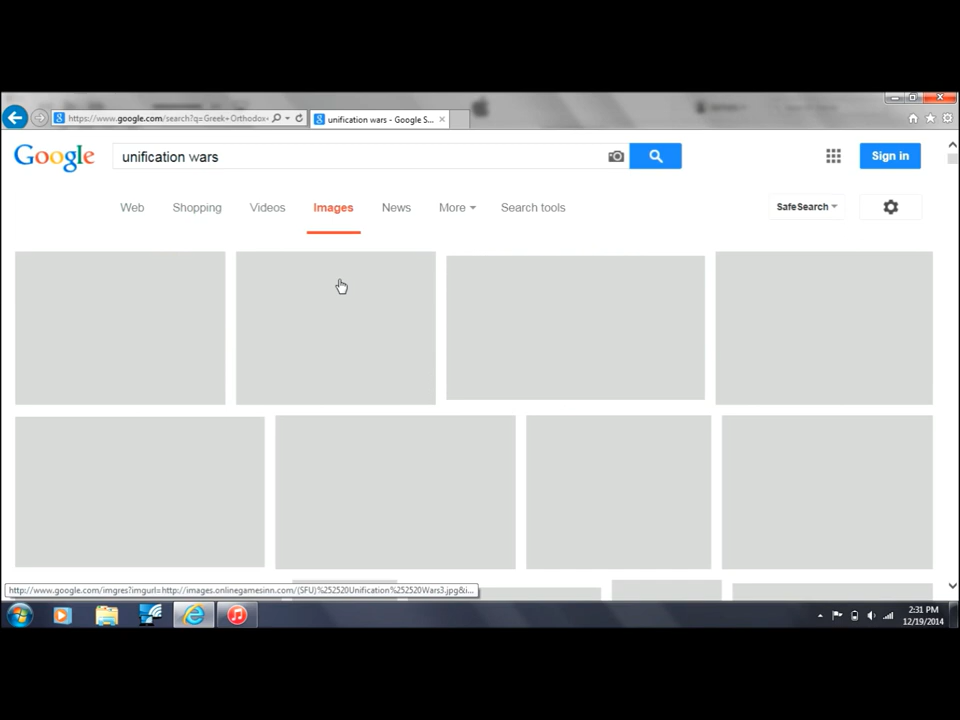 https://www.google.com/search?q=Greek+Orthodox+
unification wars - Google S...
Google
unification wars
Sign in
Web
Shopping
Videos
Images
News
More
Search tools
SafeSearch
http://www.google.com/imgres?imgurl=http://images.onlinegamesinn.com/(SFU)%252520Unification%252520Wars3.jpg&i...
2:31 PM
12/19/2014